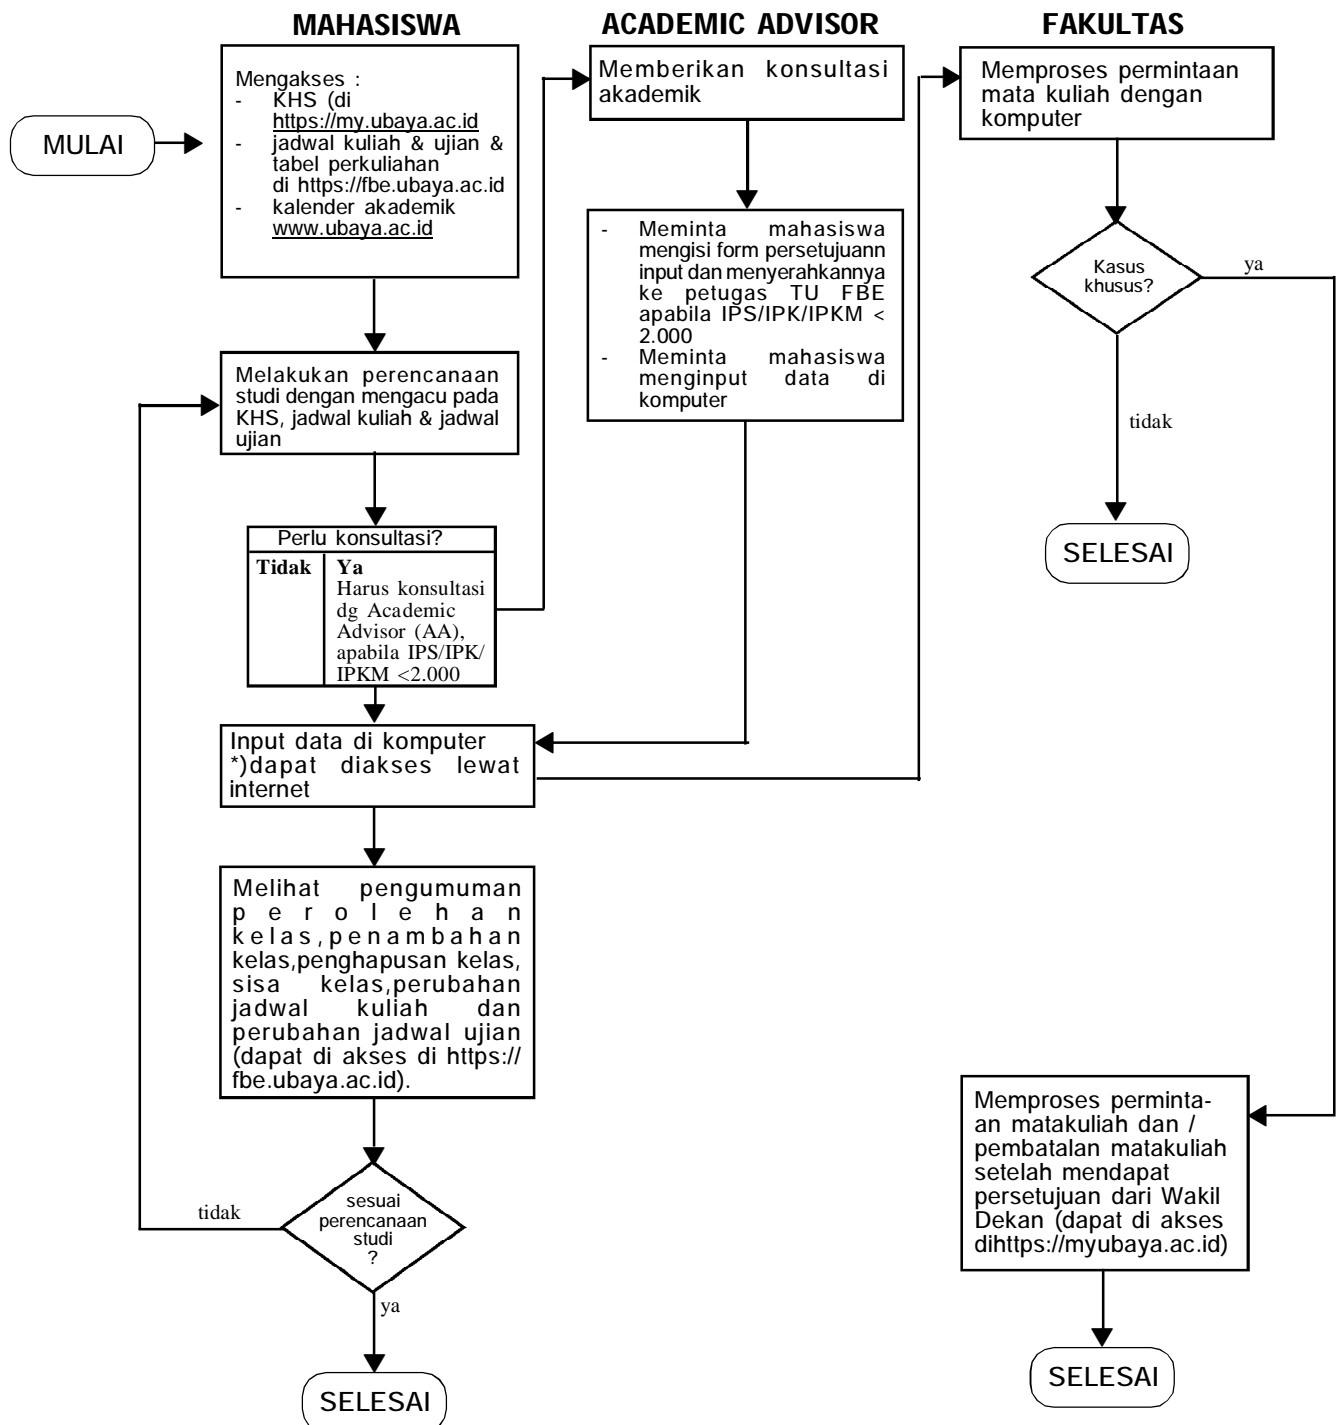 MAHASISWA
ACADEMIC ADVISOR
FAKULTAS
MULAI
Mengakses :
- KHS (di
https://my.ubaya.ac.id
- jadwal kuliah & ujian &
tabel perkuliahan
di https://fbe.ubaya.ac.id
- kalender akademik
www.ubaya.ac.id
Melakukan perencanaan
studi dengan mengacu pada
KHS, jadwal kuliah & jadwal
ujian
Perlu konsultasi?
Tidak
Ya
Harus konsultasi
dg Academic
Advisor (AA),
apabila IPS/IPK/
IPKM <2.000
Input data di komputer
*)dapat diakses lewat
internet
Melihat pengumuman
perolehan
kelas,penambahan
kelas,penghapusan kelas,
sisa kelas,perubahan
jadwal kuliah dan
perubahan jadwal ujian
(dapat di akses di https://
fbe.ubaya.ac.id).
sesuai
perencanaan
studi
?
tidak
ya
SELESAI
Memberikan konsultasi
akademik
- Meminta mahasiswa
mengisi form persetujuann
input dan menyerahkannya
ke petugas TU FBE
apabila IPS/IPK/IPKM <
2.000
- Meminta mahasiswa
menginput data di
komputer
Memproses permintaan
mata kuliah dengan
komputer
Kasus
khusus?
ya
tidak
SELESAI
Memproses perminta-
an matakuliah dan /
pembatalan matakuliah
setelah mendapat
persetujuan dari Wakil
Dekan (dapat di akses
dihttps://myubaya.ac.id)
SELESAI